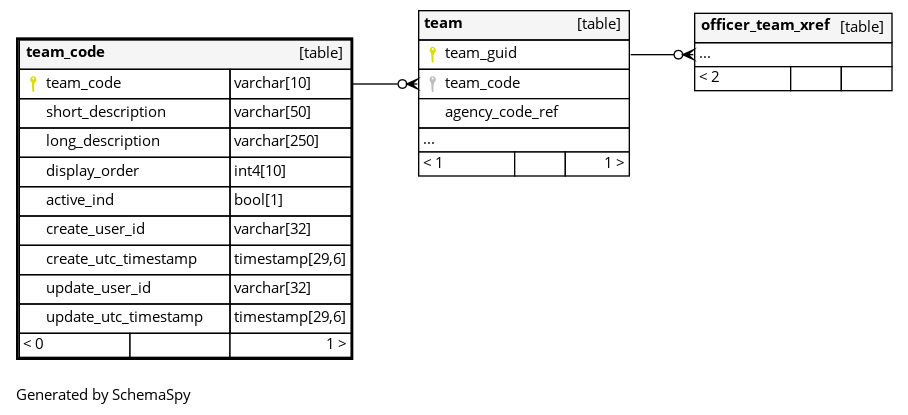 team_code [table]
team_code varchar[10]
short_description varchar[50]
long_description varchar[250]
display_order int4[10]
active_ind bool[1]
create_user_id varchar[32]
create_utc_timestamp timestamp[29,6]
update_user_id varchar[32]
update_utc_timestamp timestamp[29,6]
< 0 1 >
team [table]
team_guid
team_code
agency_code_ref
...
< 1 1 >
officer_team_xref [table]
...
< 2
Generated by SchemaSpy